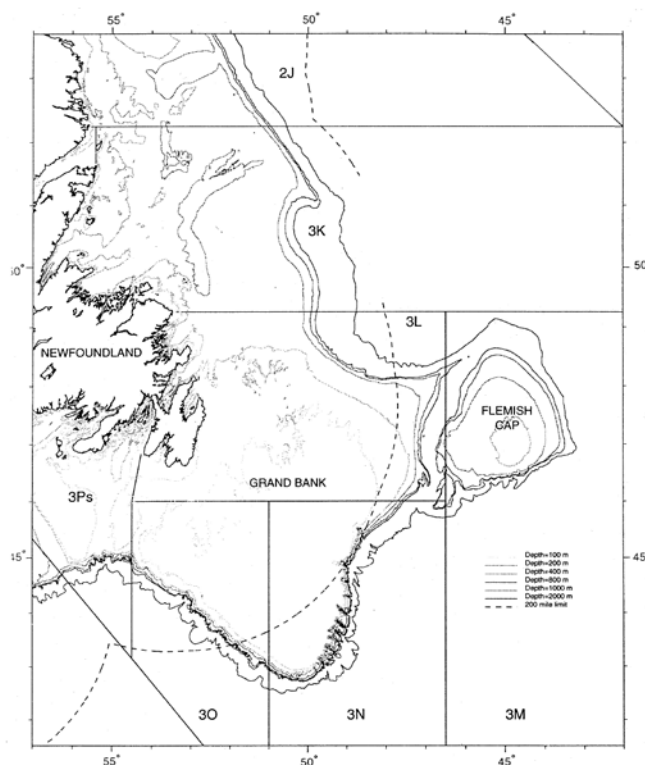 55° 50° 45°
2J
3K
50° 50°
3L
NEWFOUNDLAND
FLEMISH
CAP
GRAND BANK
3Ps
45° 45°
Depth=100 m
Depth=200 m
Depth=400 m
Depth=800 m
Depth=1000 m
Depth=2000 m
200 mile limit
3O 3N 3M
55° 50° 45°